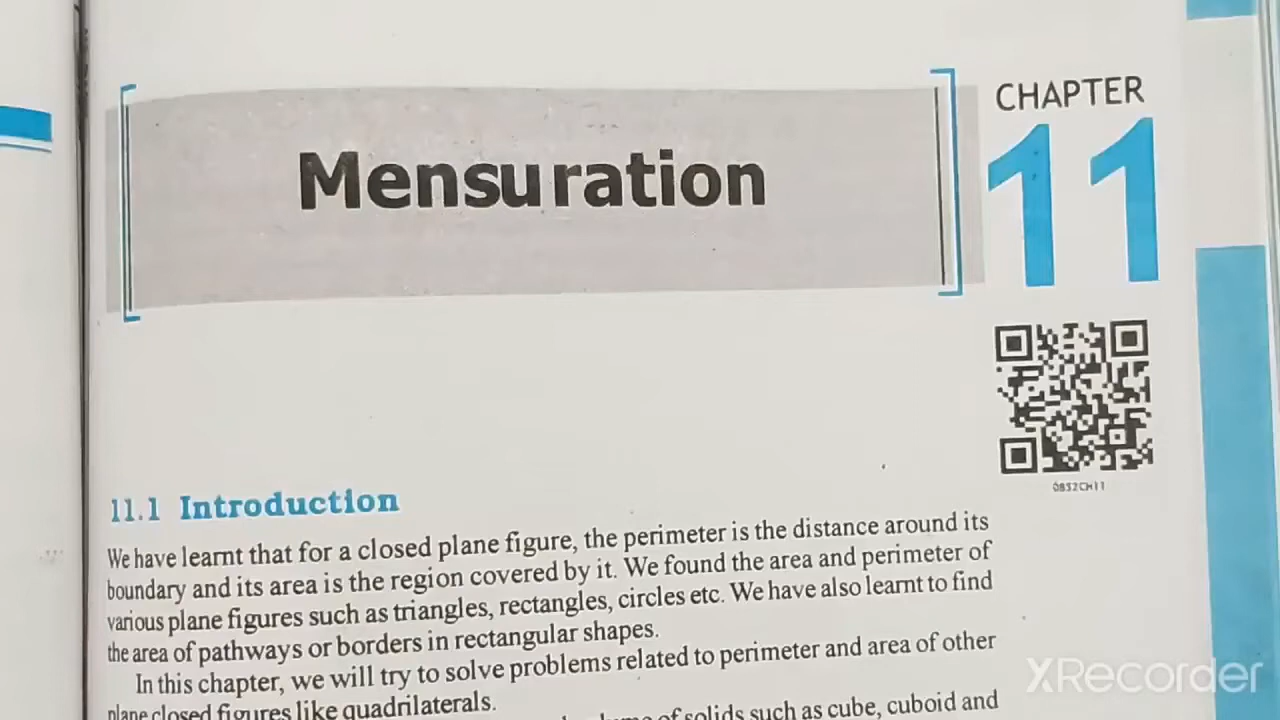 Mensuration
CHAPTER
11
0832CH11
11.1 Introduction
We have learnt that for a closed plane figure, the perimeter is the distance around its
boundary and its area is the region covered by it. We found the area and perimeter of
various plane figures such as triangles, rectangles, circles etc. We have also learnt to find
the area of pathways or borders in rectangular shapes.
In this chapter, we will try to solve problems related to perimeter and area of other
plane closed figures like quadrilaterals.
of solids such as cube, cuboid and
XRecorder